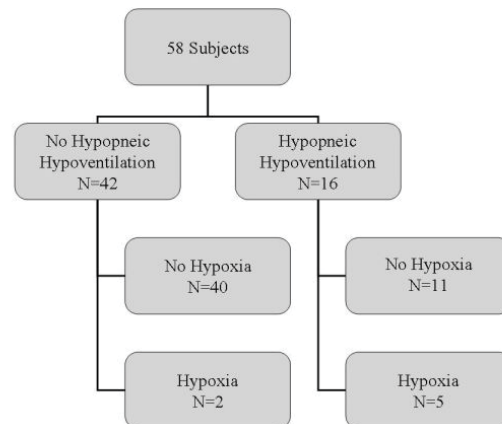 58 Subjects
No Hypopneic
Hypoventilation
N=42
Hypopneic
Hypoventilation
N=16
No Hypoxia
N=40
No Hypoxia
N=11
Hypoxia
N=2
Hypoxia
N=5